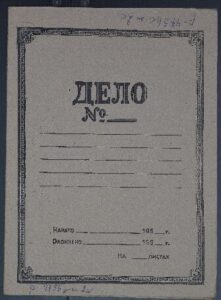 ДЕЛО
№
НАЧАТО 195 г.
ОКОНЧЕНО 195 г.
НА ЛИСТАХ